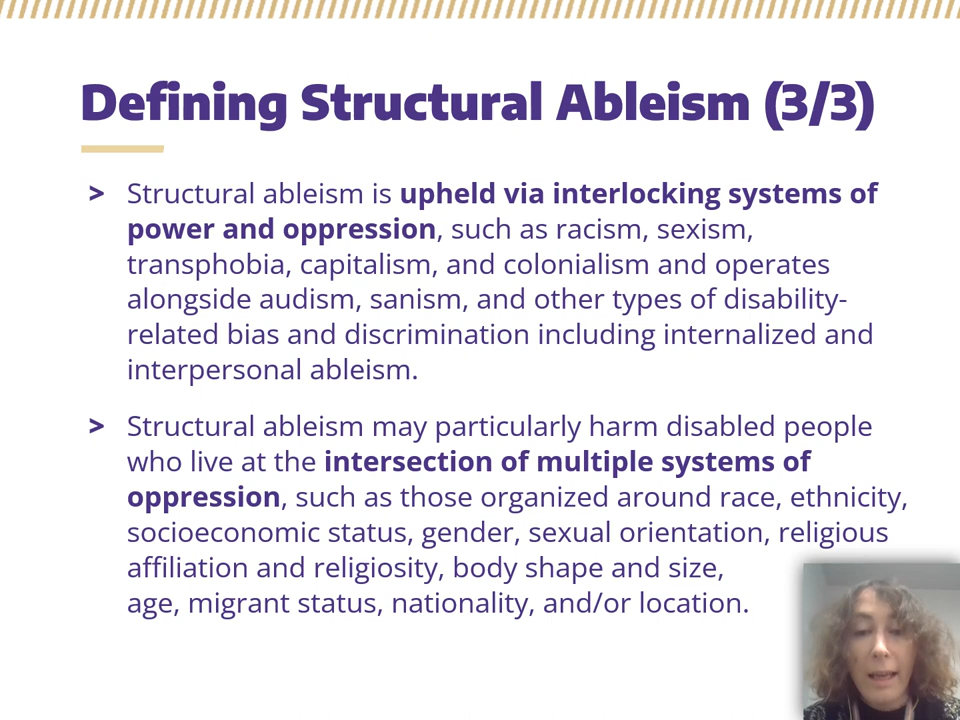 Defining Structural Ableism (3/3)
> Structural ableism is upheld via interlocking systems of
power and oppression, such as racism, sexism,
transphobia, capitalism, and colonialism and operates
alongside audism, sanism, and other types of disability-
related bias and discrimination including internalized and
interpersonal ableism.
> Structural ableism may particularly harm disabled people
who live at the intersection of multiple systems of
oppression, such as those organized around race, ethnicity,
socioeconomic status, gender, sexual orientation, religious
affiliation and religiosity, body shape and size,
age, migrant status, nationality, and/or location.